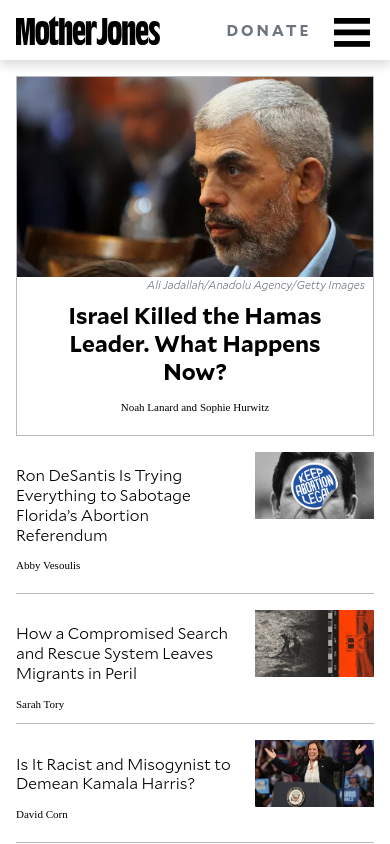 Mother Jones
DONATE
Ali Jadallah/Anadolu Agency/Getty Images
Israel Killed the Hamas
Leader. What Happens
Now?
Noah Lanard and Sophie Hurwitz
Ron DeSantis Is Trying
Everything to Sabotage
Florida’s Abortion
Referendum
Abby Vesoulis
KEEP
ABORTION
LEGAL
How a Compromised Search
and Rescue System Leaves
Migrants in Peril
Sarah Tory
Is It Racist and Misogynist to
Demean Kamala Harris?
David Corn